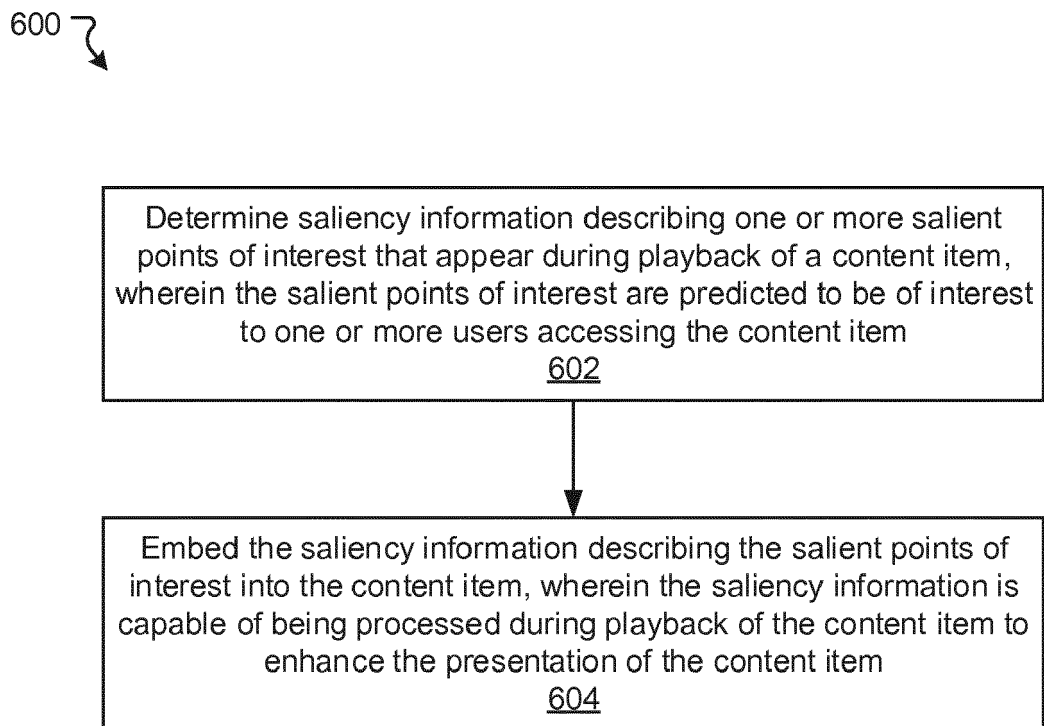 600
Determine saliency information describing one or more salient
points of interest that appear during playback of a content item,
wherein the salient points of interest are predicted to be of interest
to one or more users accessing the content item
602
Embed the saliency information describing the salient points of
interest into the content item, wherein the saliency information is
capable of being processed during playback of the content item to
enhance the presentation of the content item
604